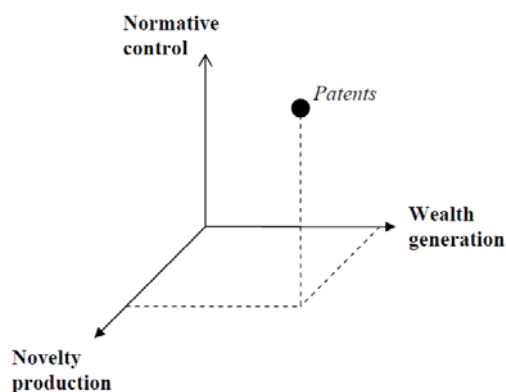 Normative
control
Patents
Wealth
generation
Novelty
production